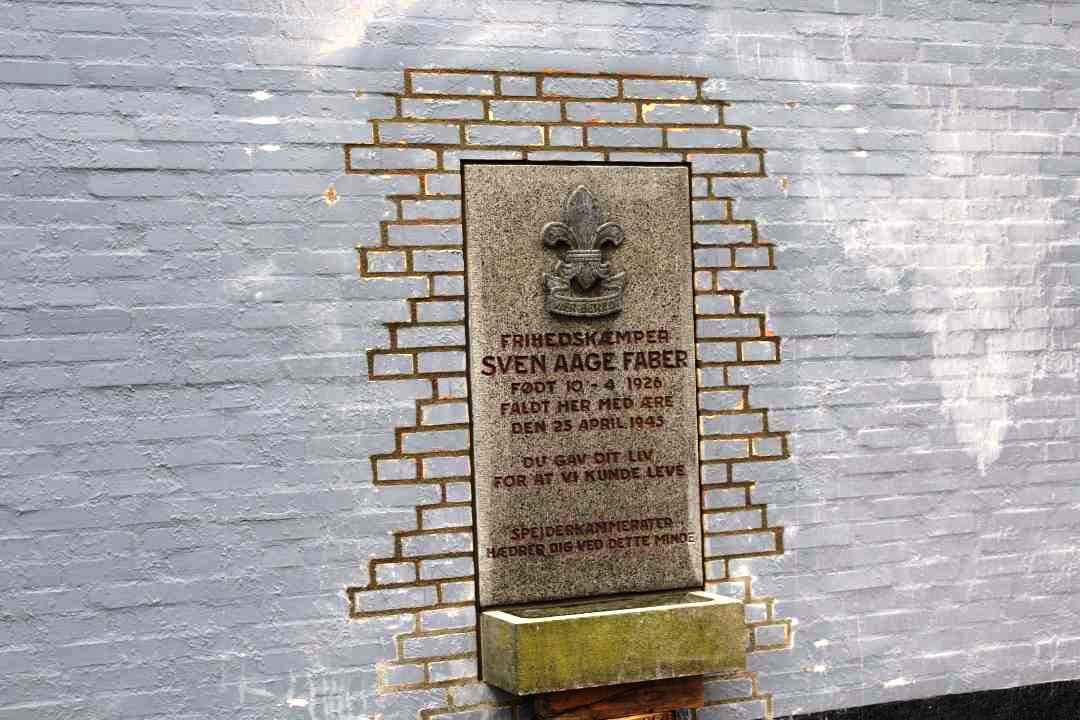 FRIHEDSKÆMPER
SVEN AAGE FABER
FØDT 10 - 4 1926
FALDT HER MED ÆRE
DEN 25 APRIL 1945
DU GAV DIT LIV,
FOR AT VI KUNDE LEVE
SPEJDERKAMMERATER
HÆDRER DIG VED DETTE MINDE